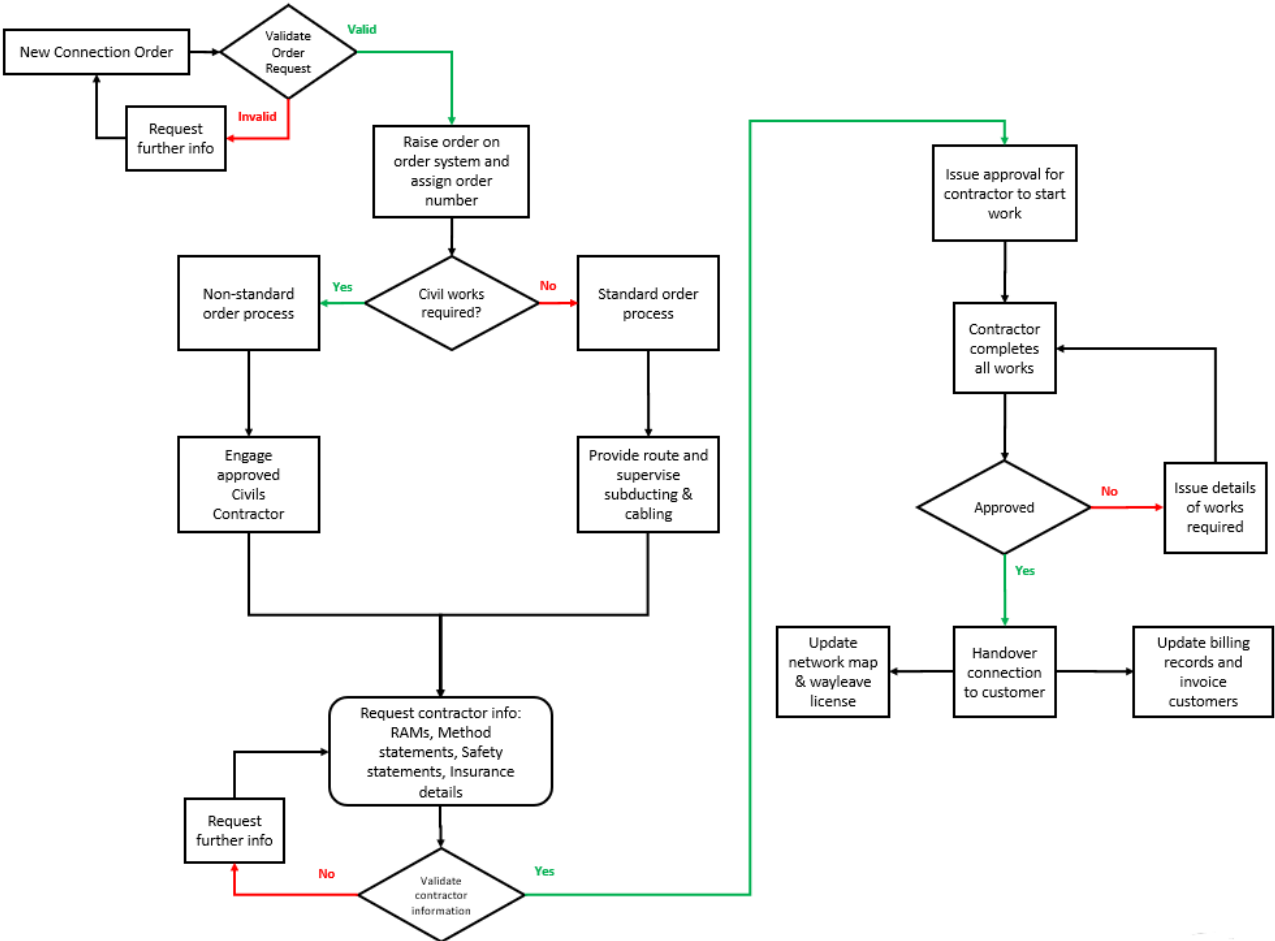 New Connection Order
Validate
Order
Request
Valid
Invalid
Request
further info
Raise order on
order system and
assign order
number
Non-standard
order process
Yes
Civil works
required?
No
Standard order
process
Engage
approved
Civils
Contractor
Provide route and
supervise
subducting &
cabling
Request contractor info:
RAMs, Method
statements, Safety
statements, Insurance
details
Request
further info
No
Validate
contractor
information
Yes
Issue approval for
contractor to start
work
Contractor
completes
all works
Approved
No
Issue details
of works
required
Yes
Update
network map
& wayleave
license
Handover
connection
to customer
Update billing
records and
invoice
customers